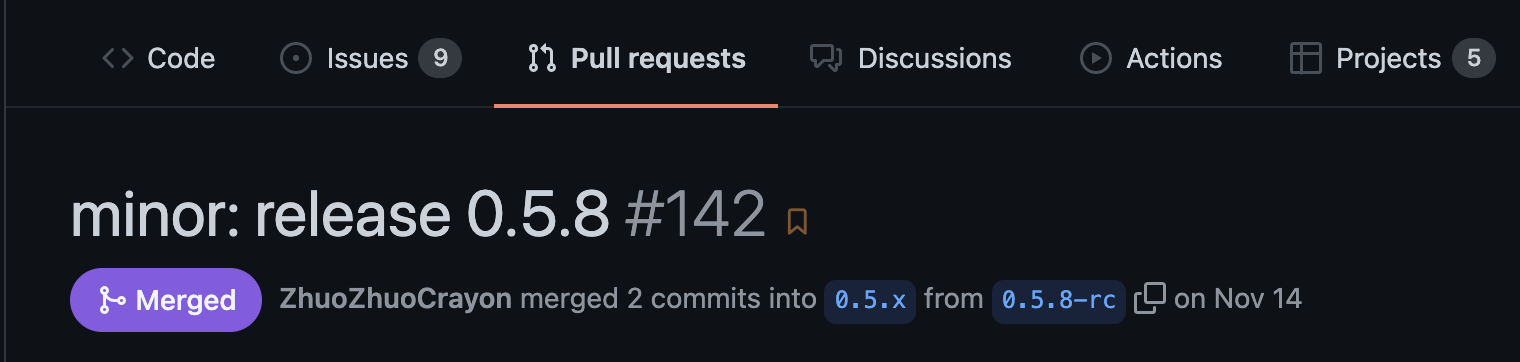 Code Issues 9 Pull requests Discussions Actions Projects 5
minor: release 0.5.8 #142
Merged ZhuoZhuoCrayon merged 2 commits into 0.5.x from 0.5.8-rc on Nov 14